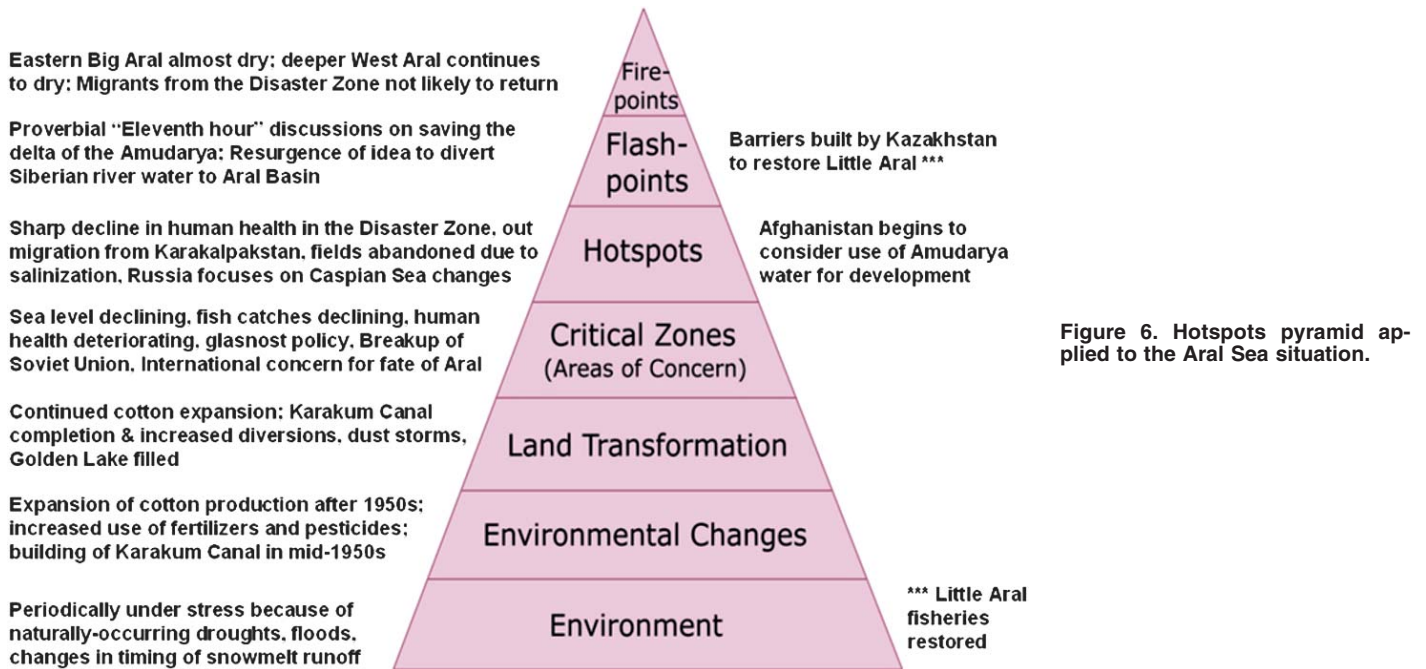 Eastern Big Aral almost dry; deeper West Aral continues
to dry; Migrants from the Disaster Zone not likely to return
Fire-
points
Proverbial "Eleventh hour" discussions on saving the
delta of the Amudarya; Resurgence of idea to divert
Siberian river water to Aral Basin
Flash-
points
Barriers built by Kazakhstan
to restore Little Aral ***
Sharp decline in human health in the Disaster Zone, out
migration from Karakalpakstan, fields abandoned due to
salinization, Russia focuses on Caspian Sea changes
Hotspots
Afghanistan begins to
consider use of Amudarya
water for development
Sea level declining, fish catches declining, human
health deteriorating, glasnost policy, Breakup of
Soviet Union, International concern for fate of Aral
Critical Zones
(Areas of Concern)
Figure 6. Hotspots pyramid ap-
plied to the Aral Sea situation.
Continued cotton expansion; Karakum Canal
completion & increased diversions, dust storms,
Golden Lake filled
Land Transformation
Expansion of cotton production after 1950s;
increased use of fertilizers and pesticides;
building of Karakum Canal in mid-1950s
Environmental Changes
Periodically under stress because of
naturally-occurring droughts, floods,
changes in timing of snowmelt runoff
Environment
*** Little Aral
fisheries
restored